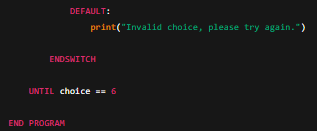 DEFAULT:
print("Invalid choice, please try again.")
ENDSWITCH
UNTIL choice == 6
END PROGRAM